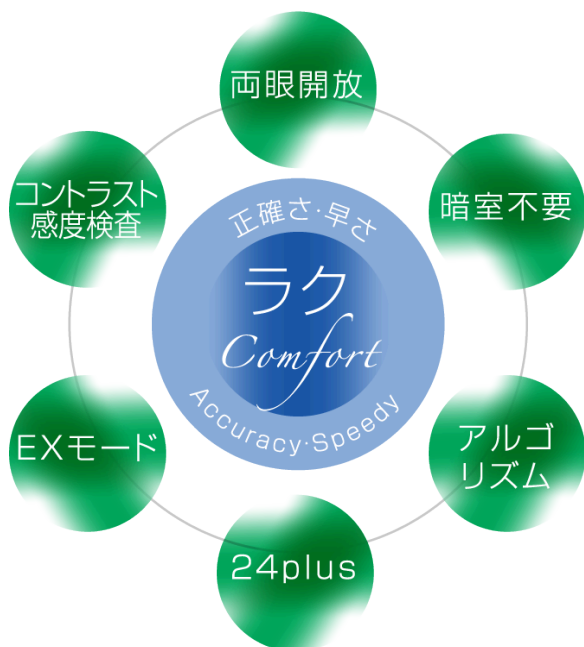 両眼開放
コントラスト
感度検査
暗室不要
正確さ・早さ
ラク
Comfort
Accuracy・Speedy
EXモード
アルゴ
リズム
24plus